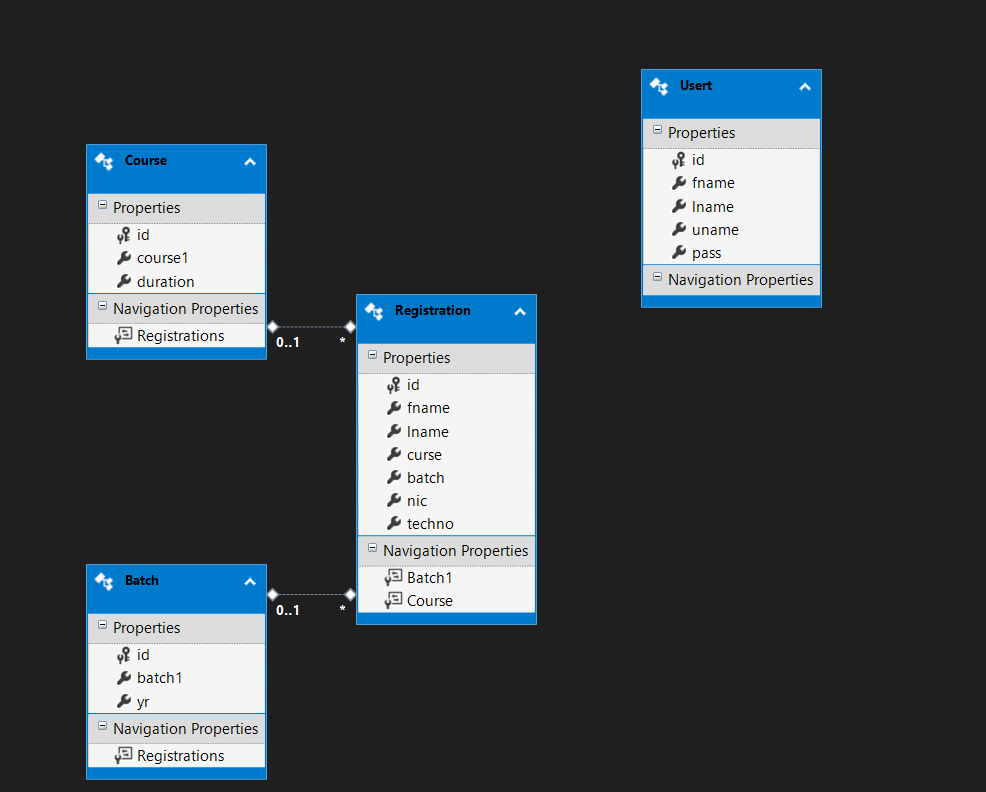 Usert
Properties
id
fname
lname
uname
pass
Navigation Properties
Course
Properties
id
course1
duration
Navigation Properties
Registrations
0..1
*
Registration
Properties
id
fname
lname
curse
batch
nic
techno
Navigation Properties
Batch1
Course
Batch
Properties
id
batch1
yr
Navigation Properties
Registrations
0..1
*